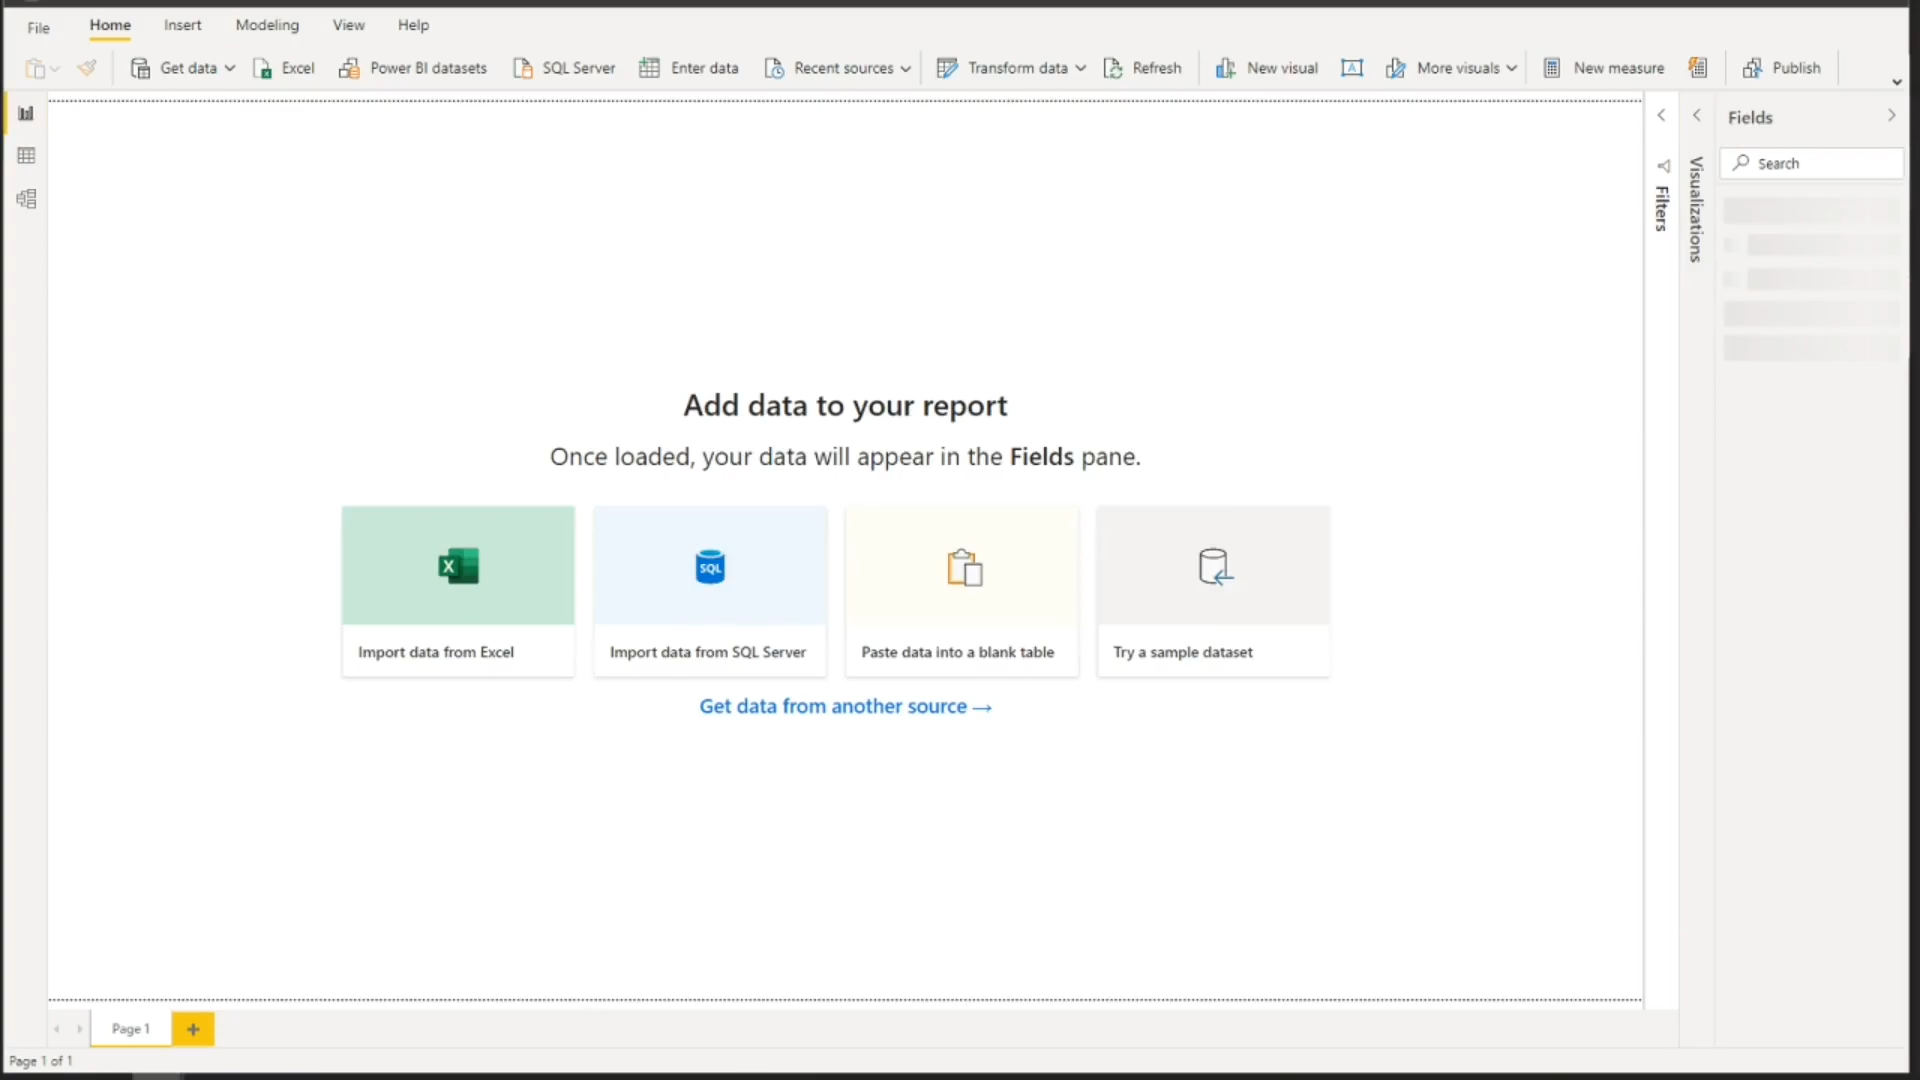 File
Home
Insert
Modeling
View
Help
Get data
Excel
Power BI datasets
SQL Server
Enter data
Recent sources
Transform data
Refresh
New visual
More visuals
New measure
Publish
Filters
Visualizations
Fields
Search
Add data to your report
Once loaded, your data will appear in the Fields pane.
X
SQL
Import data from Excel
Import data from SQL Server
Paste data into a blank table
Try a sample dataset
Get data from another source →
Page 1
+
Page 1 of 1